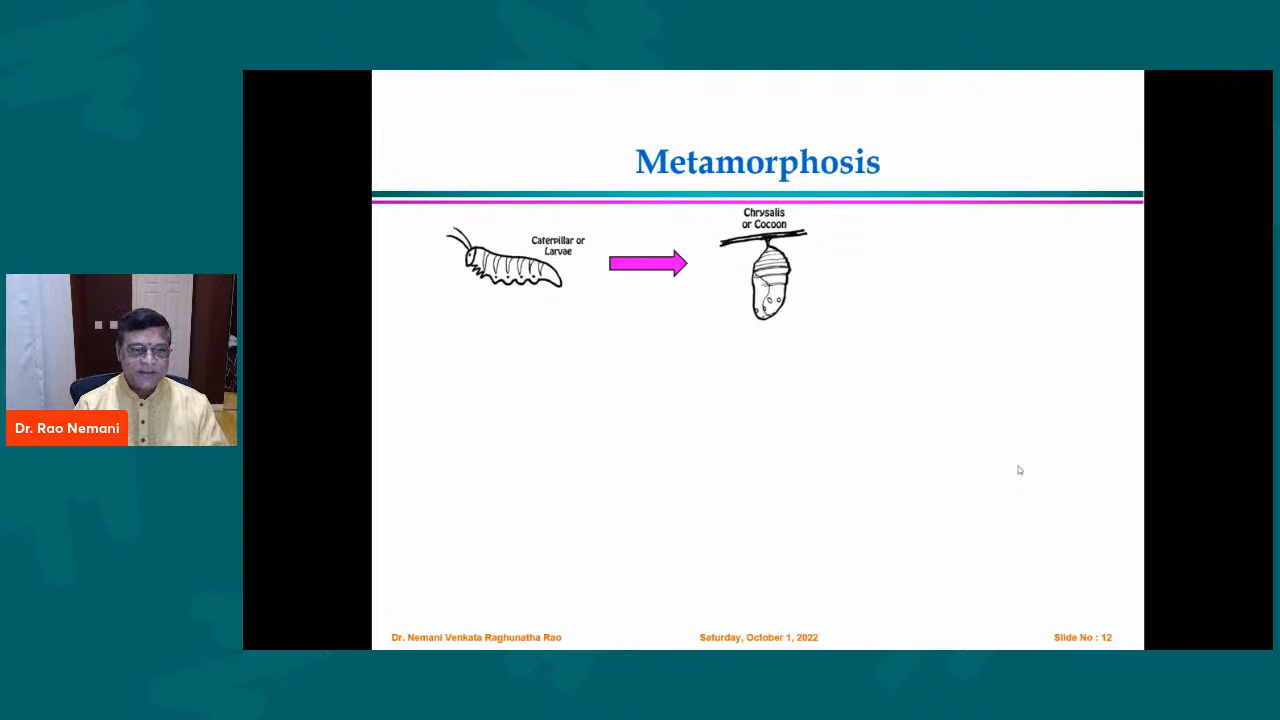 Metamorphosis
Chrysalis
or Cocoon
Caterpillar or
Larvae
Dr. Rao Nemani
Dr. Nemani Venkata Raghunatha Rao
Saturday, October 1, 2022
Slide No : 12